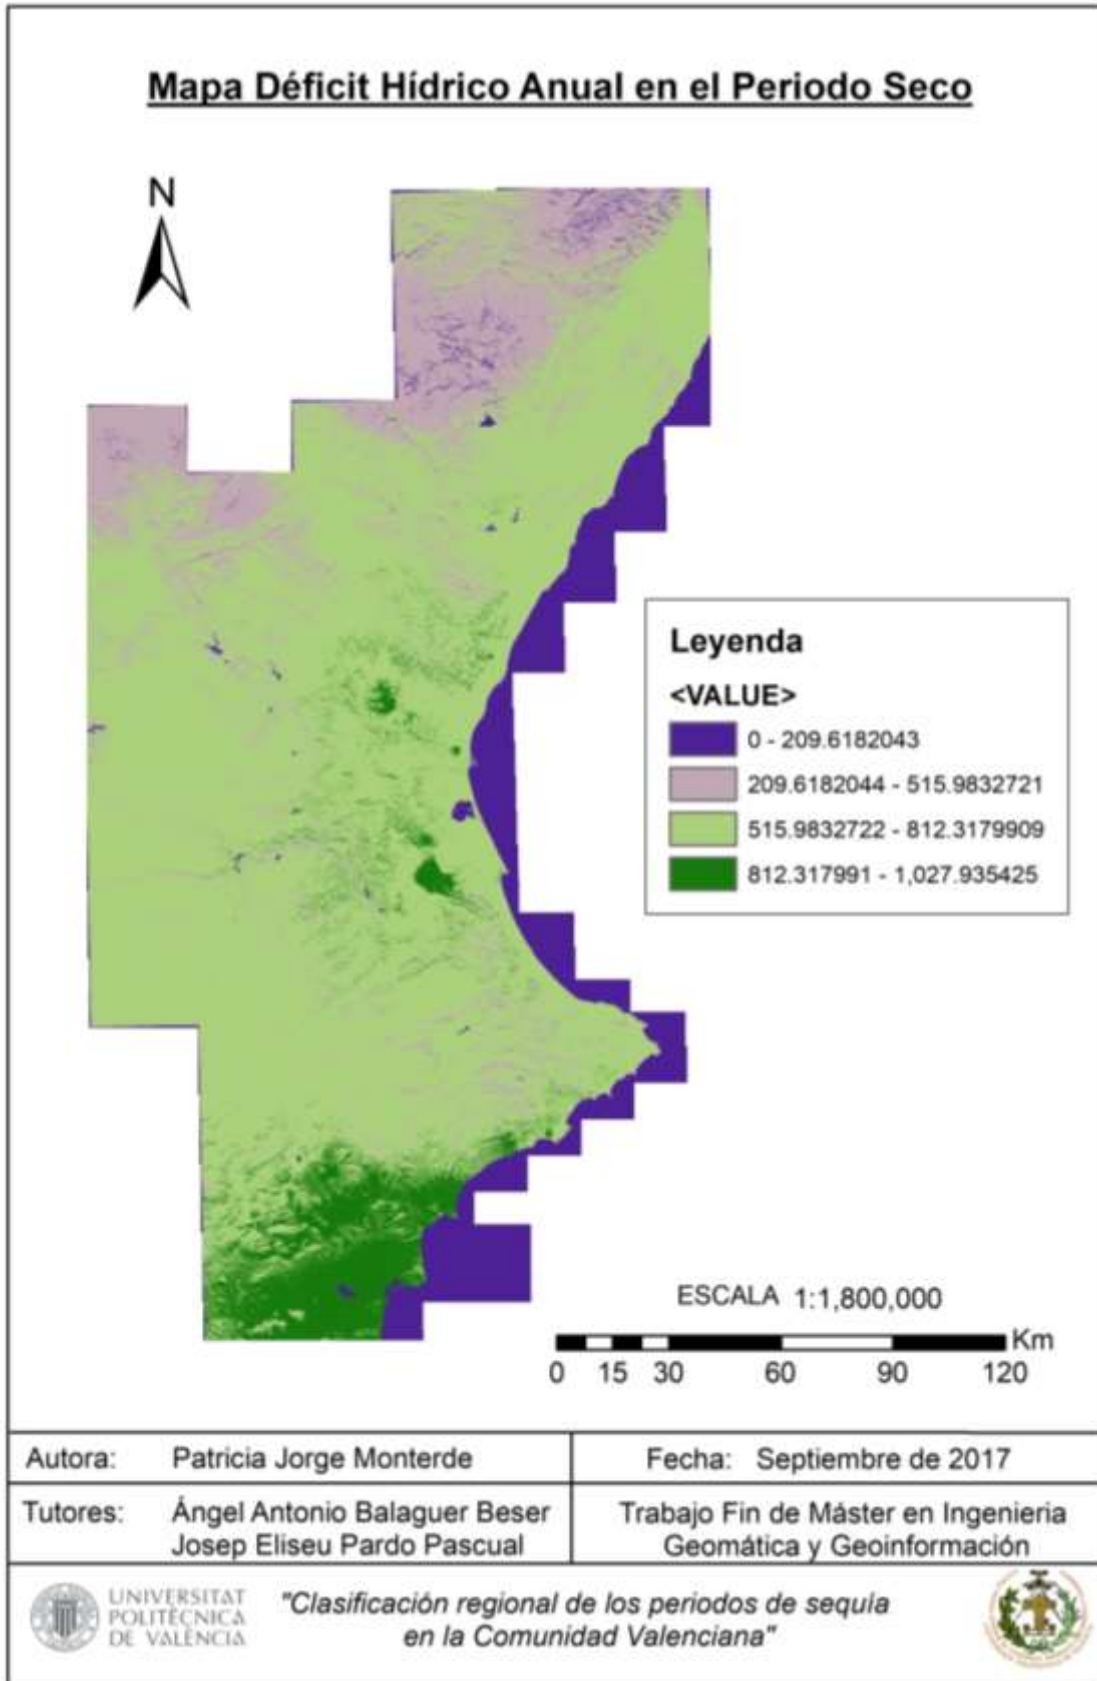 Mapa Déficit Hídrico Anual en el Periodo Seco
N
Leyenda
<VALUE>
0 - 209.6182043
209.6182044 - 515.9832721
515.9832722 - 812.3179909
812.317991 - 1,027.935425
ESCALA 1:1,800,000
Km
0 15 30 60 90 120
Autora: Patricia Jorge Monterde
Fecha: Septiembre de 2017
Tutores: Ángel Antonio Balaguer Beser
Josep Eliseu Pardo Pascual
Trabajo Fin de Máster en Ingenieria
Geomática y Geoinformación
UNIVERSITAT
POLITÈCNICA
DE VALÈNCIA
"Clasificación regional de los periodos de sequía
en la Comunidad Valenciana"